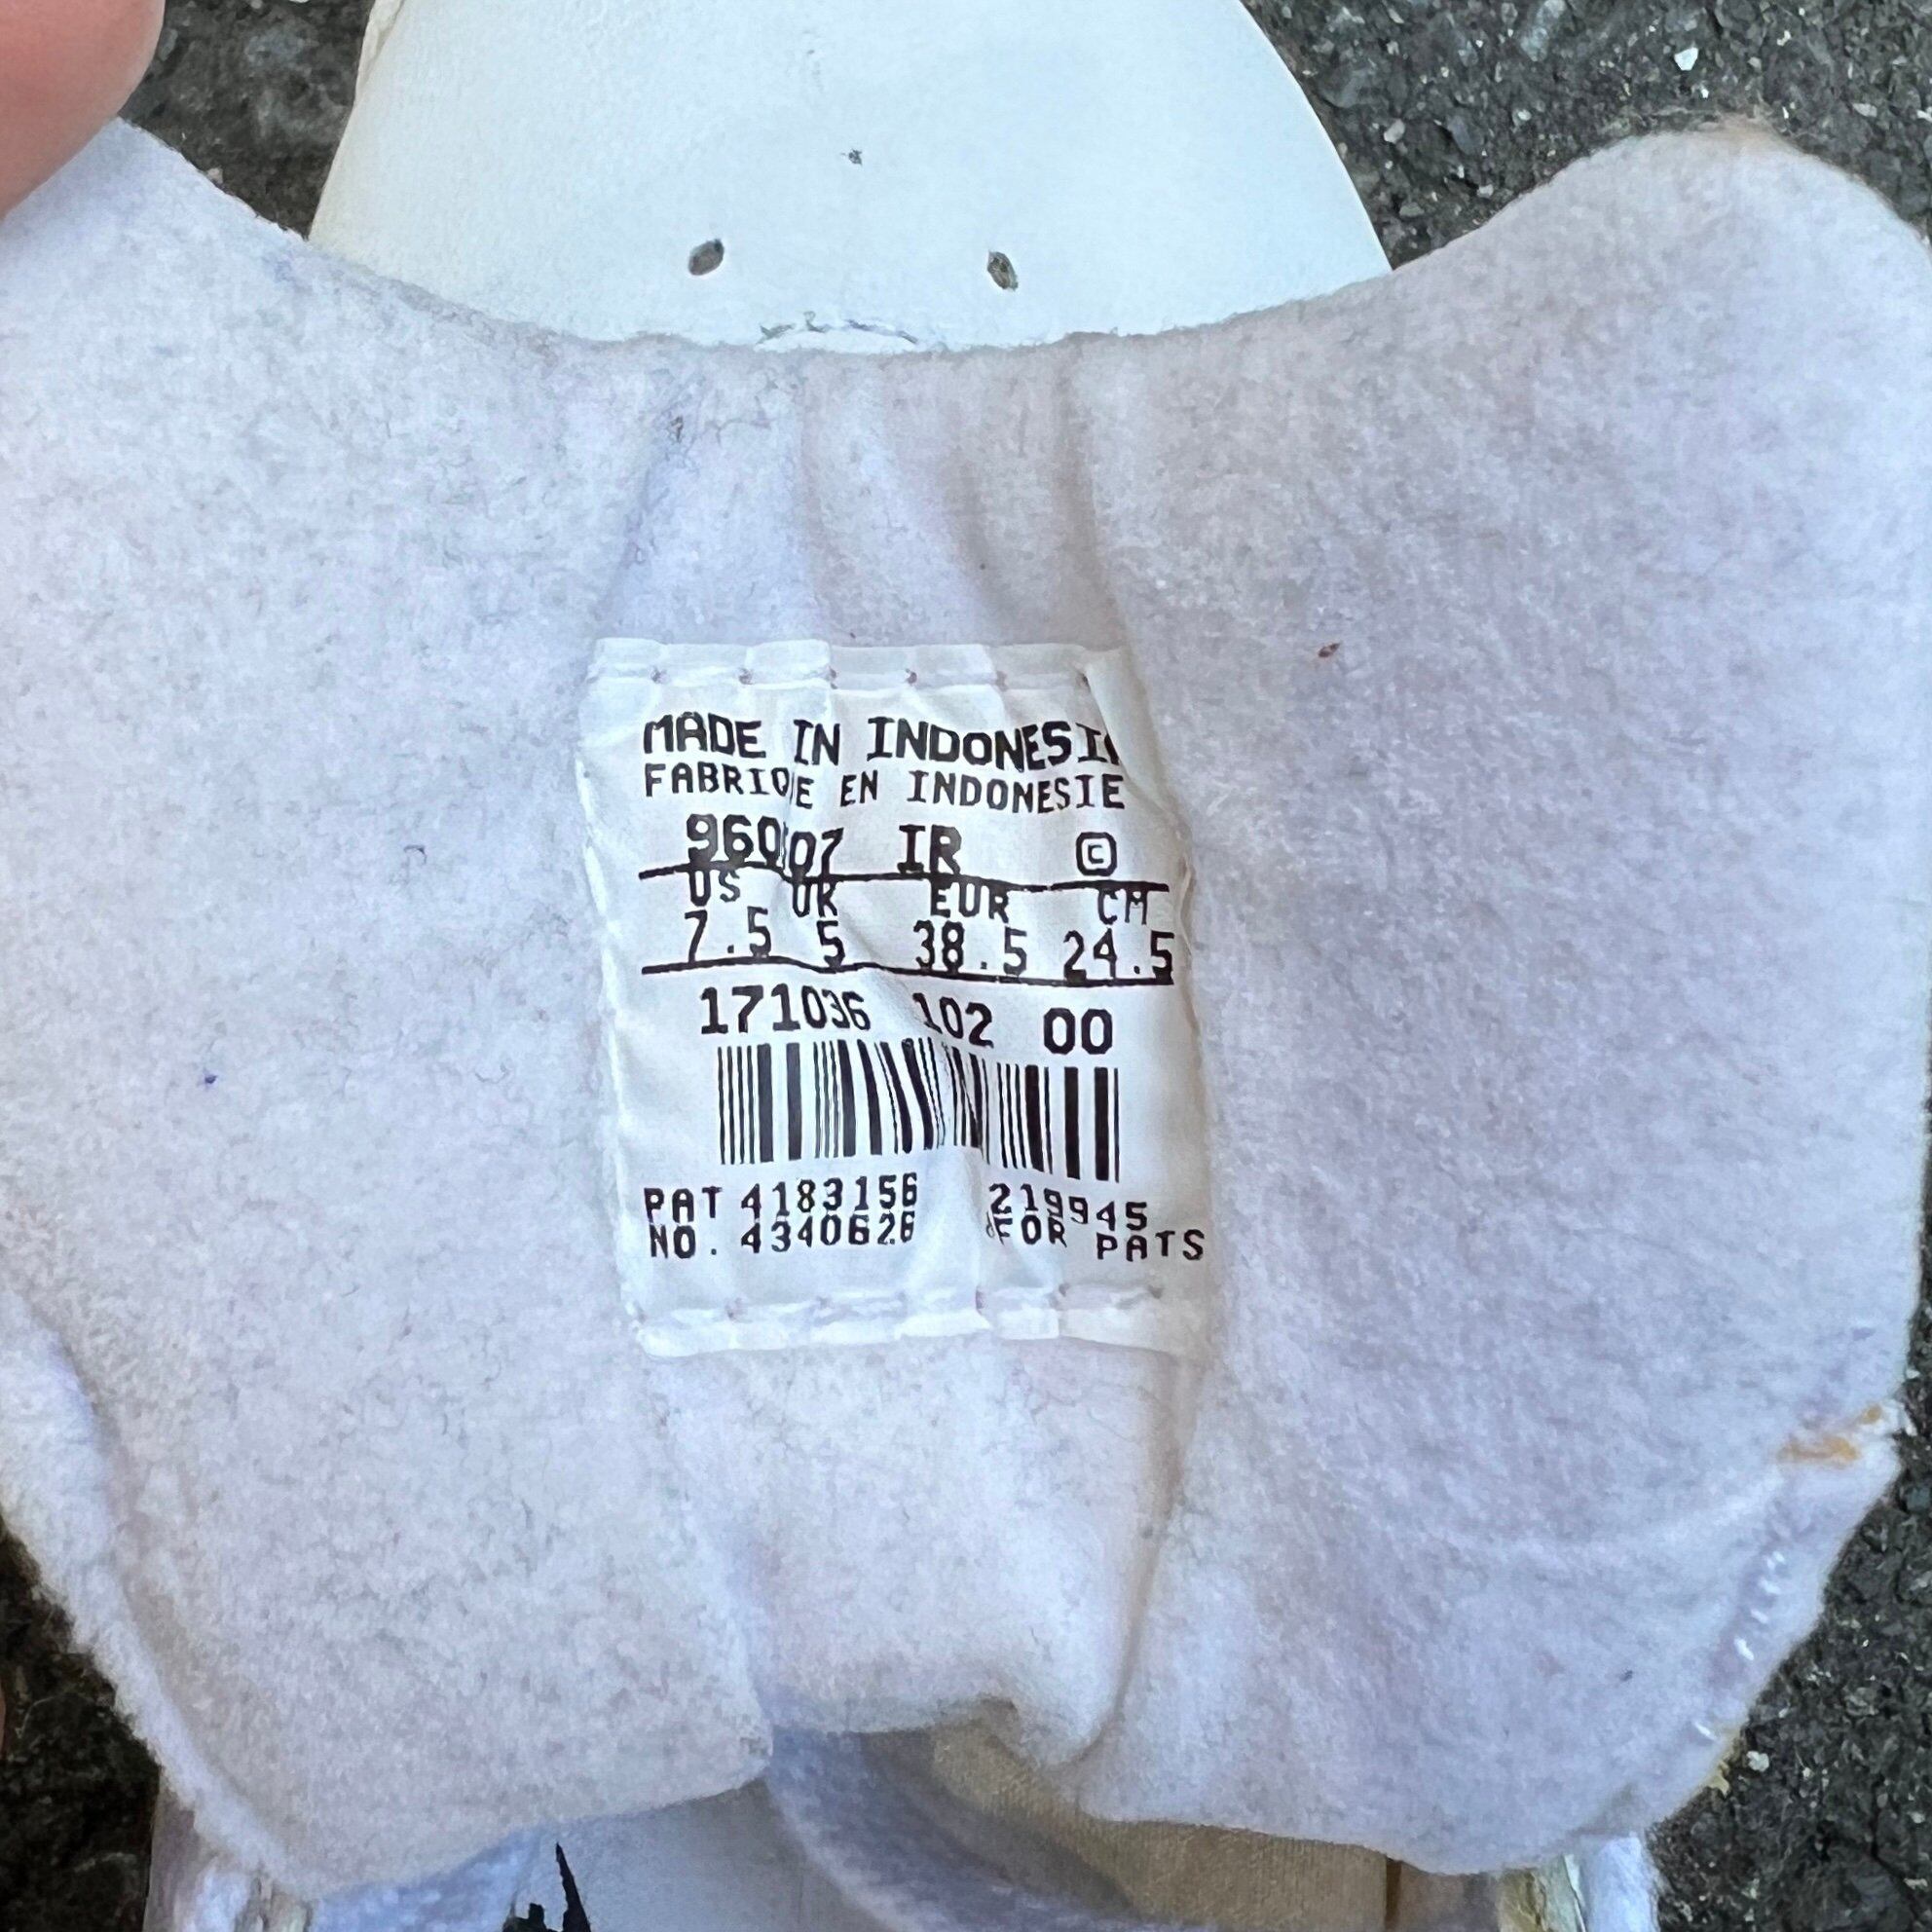 MADE IN INDONESIA
FABRIQUE EN INDONESIE
IR ©
US UK EUR CM
7.5 5 38.5 24.5
171036 102 00
PAT 4183156 219945
NO. 4340626 &FOR PATS